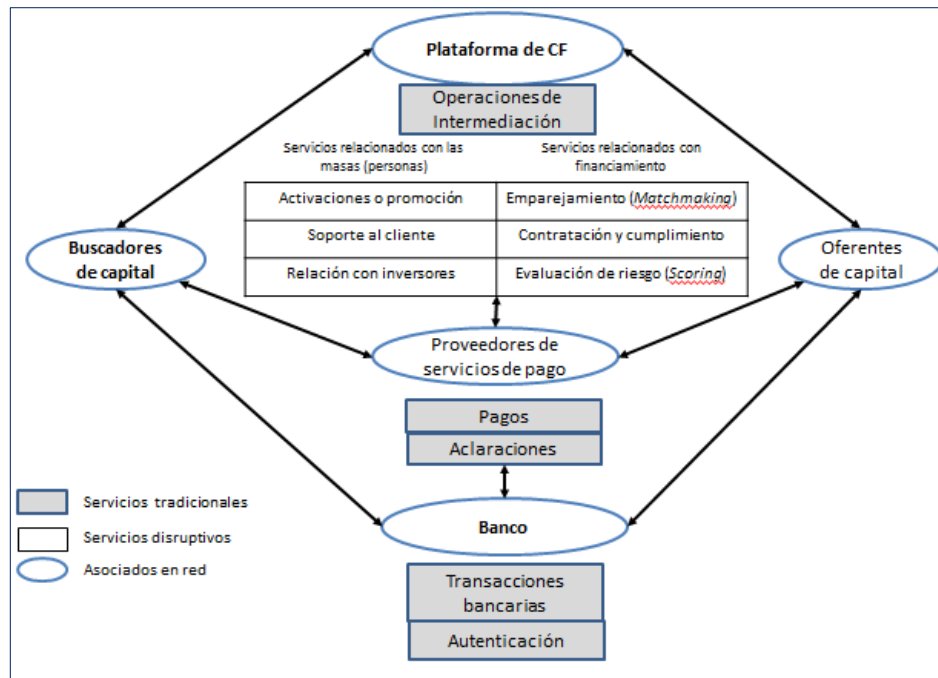 Plataforma de CF
Operaciones de
Intermediación
Servicios relacionados con las
masas (personas)
Servicios relacionados con
financiamiento
Activaciones o promoción
Emparejamiento (Matchmaking)
Soporte al cliente
Contratación y cumplimiento
Relación con inversores
Evaluación de riesgo (Scoring)
Buscadores
de capital
Oferentes
de capital
Proveedores de
servicios de pago
Pagos
Aclaraciones
Banco
Transacciones
bancarias
Autenticación
Servicios tradicionales
Servicios disruptivos
Asociados en red